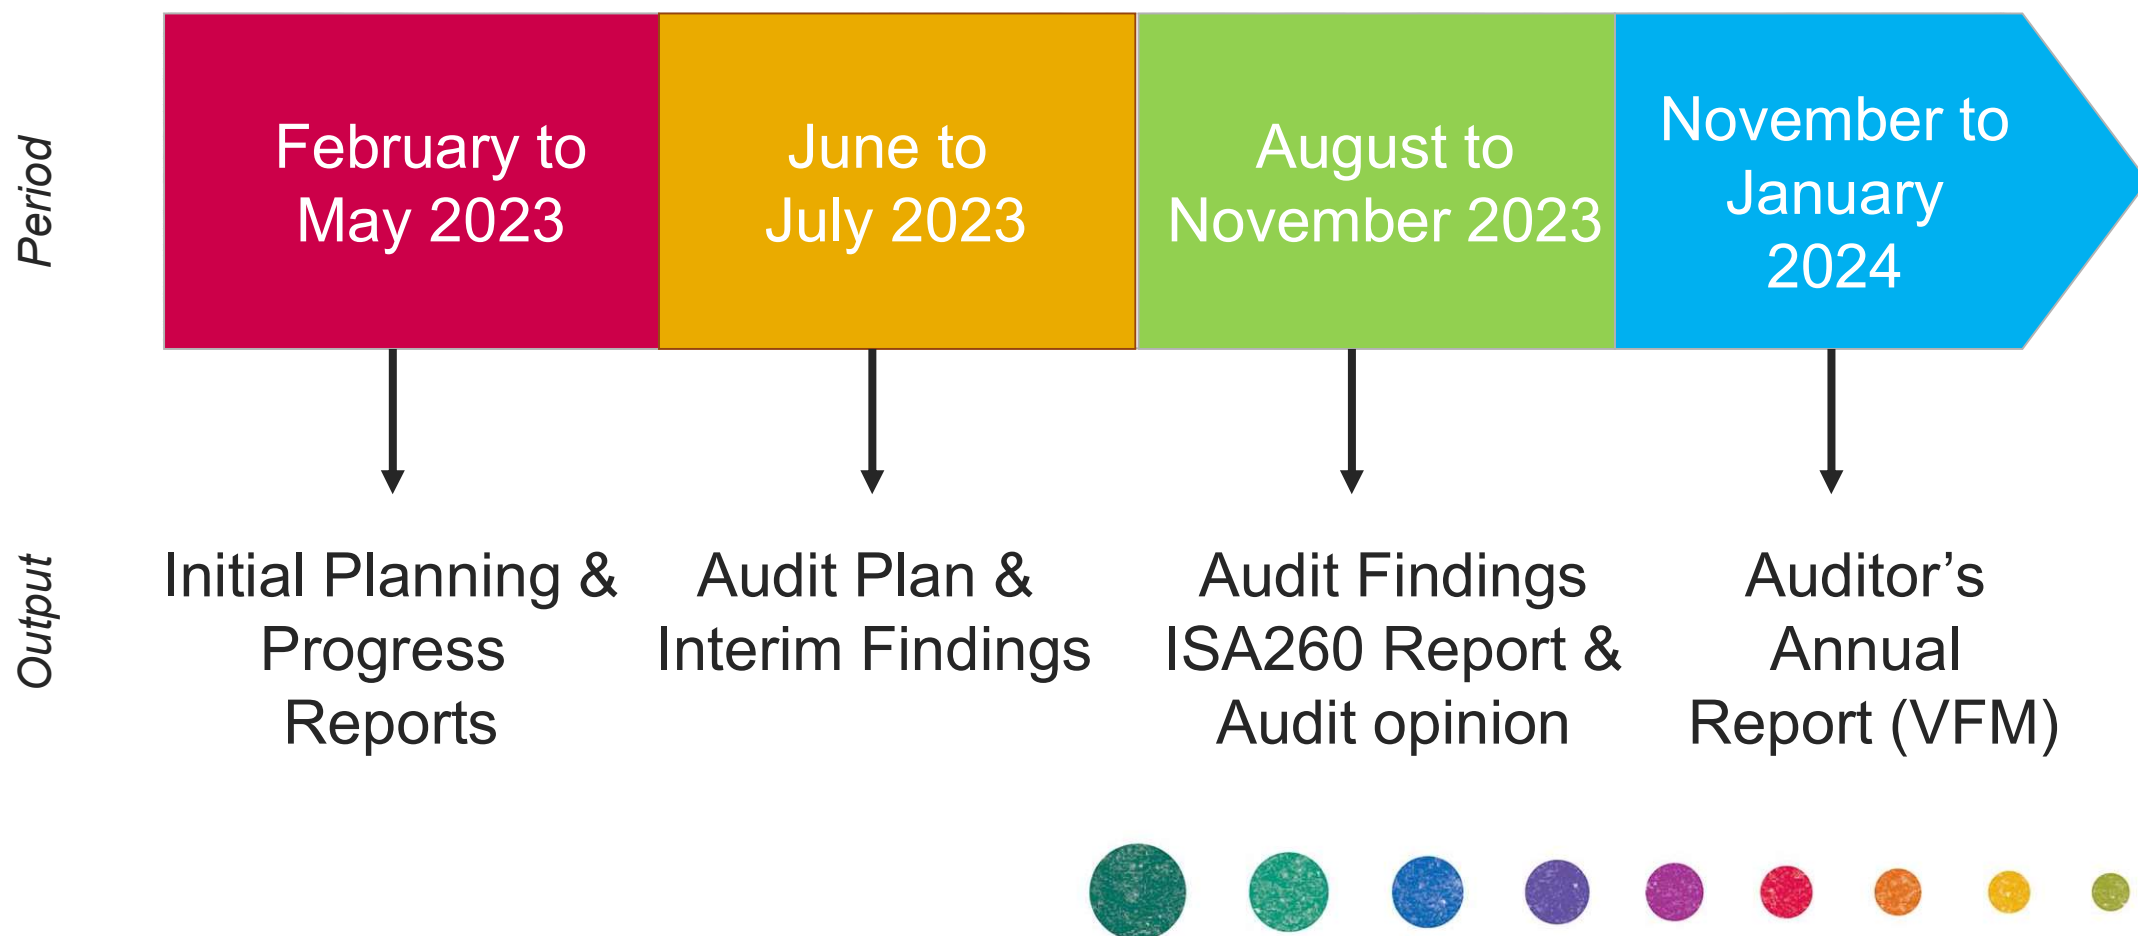 Period
February to
May 2023
June to
July 2023
August to
November 2023
November to
January
2024
Output
Initial Planning &
Progress
Reports
Audit Plan &
Interim Findings
Audit Findings
ISA260 Report &
Audit opinion
Auditor’s
Annual
Report (VFM)